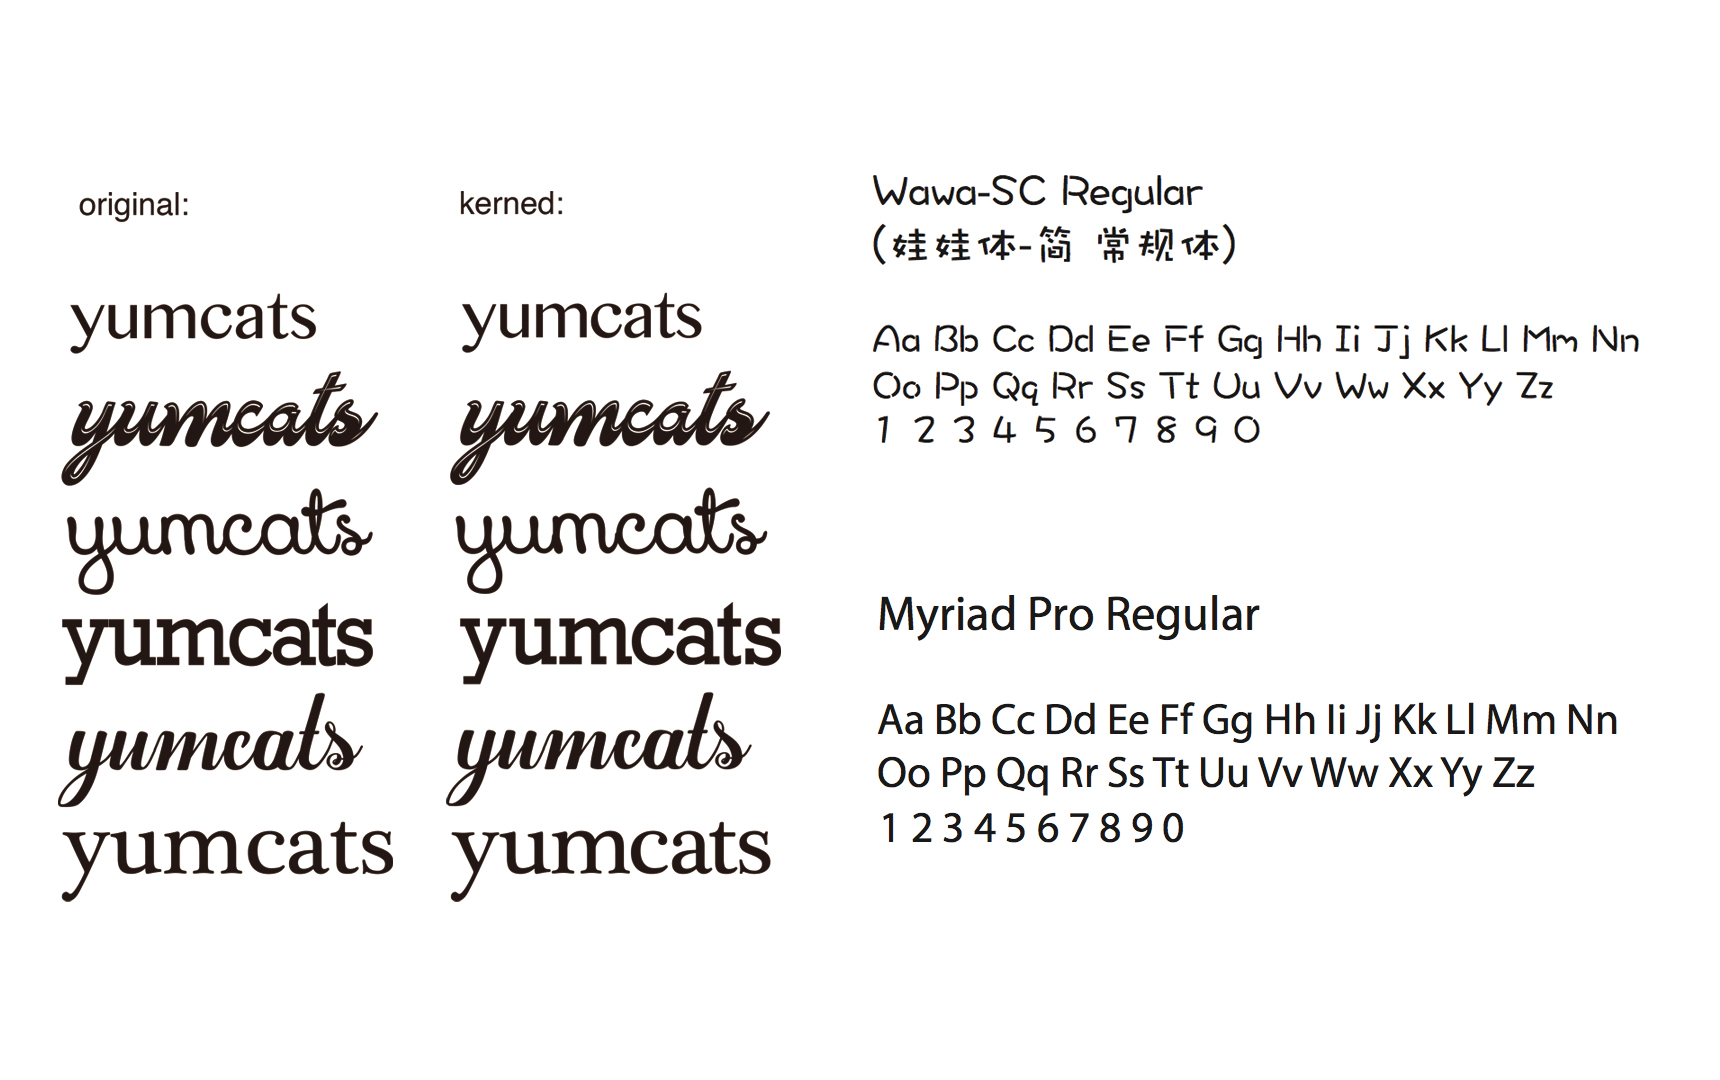 original:
yumcats
yumcats
yumcats
yumcats
yumcats
yumcats
kerned:
yumcats
yumcats
yumcats
yumcats
yumcats
yumcats
Wawa-SC Regular
(娃娃体-简 常规体)
Aa Bb Cc Dd Ee Ff Gg Hh Ii Jj Kk Ll Mm Nn
Oo Pp Qq Rr Ss Tt Uu Vv Ww Xx Yy Zz
1 2 3 4 5 6 7 8 9 0
Myriad Pro Regular
Aa Bb Cc Dd Ee Ff Gg Hh Ii Jj Kk Ll Mm Nn
Oo Pp Qq Rr Ss Tt Uu Vv Ww Xx Yy Zz
1 2 3 4 5 6 7 8 9 0